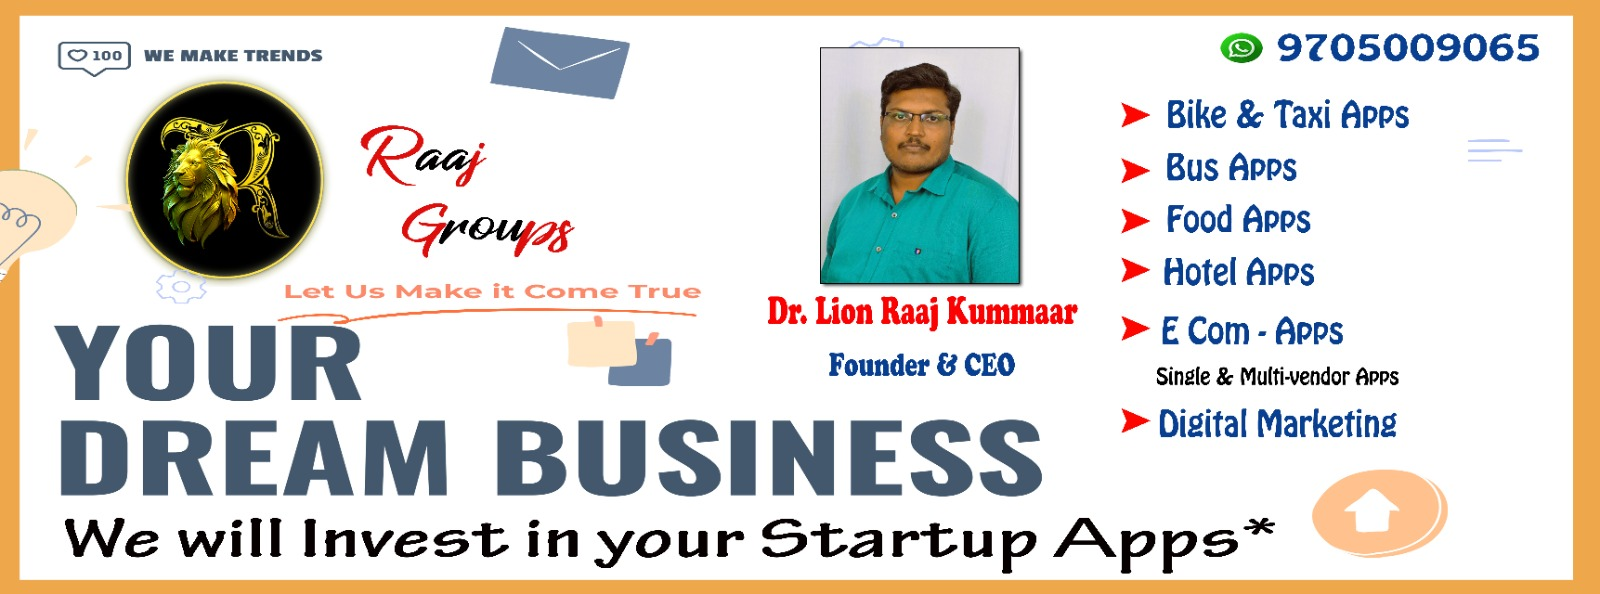 100 WE MAKE TRENDS
R
Raaj
Groups
Let Us Make it Come True
YOUR
DREAM BUSINESS
We will Invest in your Startup Apps*
Dr. Lion Raaj Kummaar
Founder & CEO
9705009065
Bike & Taxi Apps
Bus Apps
Food Apps
Hotel Apps
E Com - Apps
Single & Multi-vendor Apps
Digital Marketing